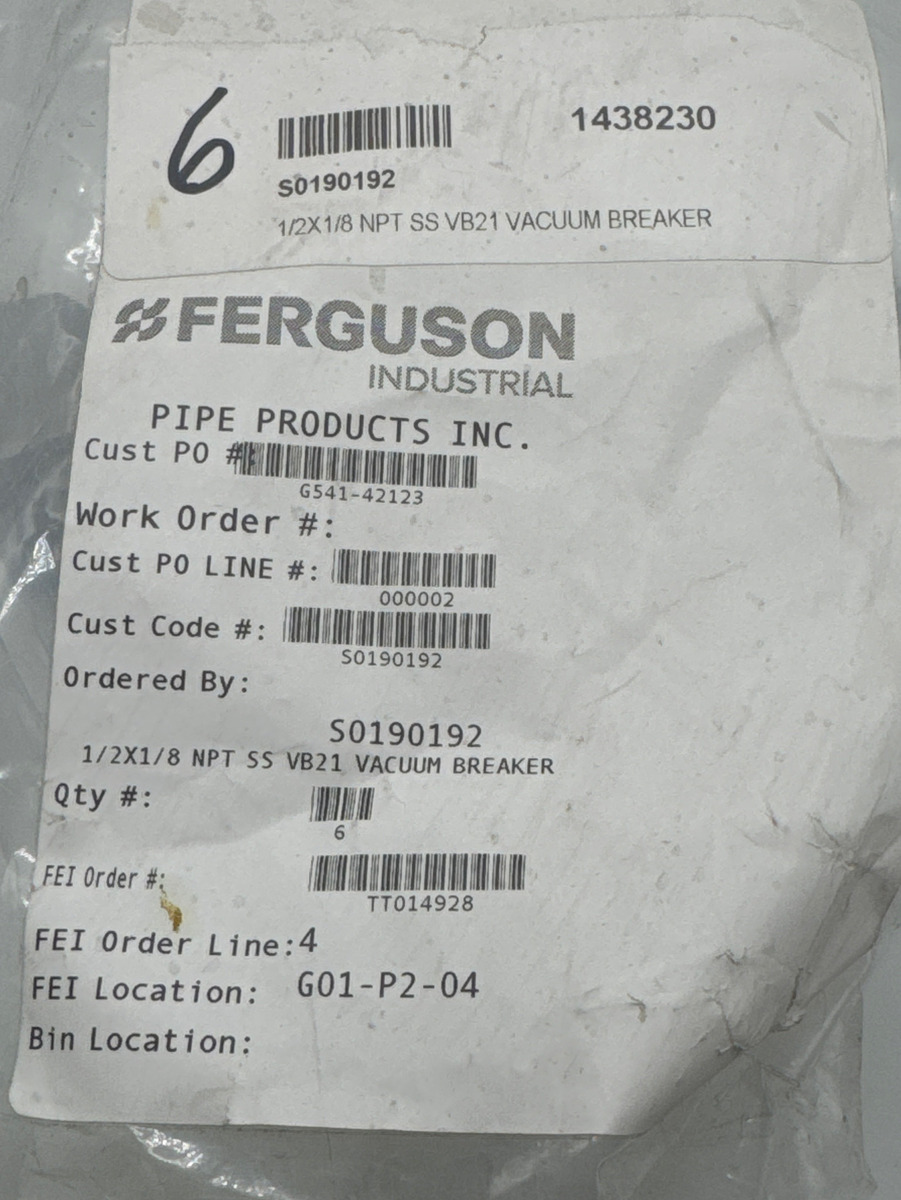 6
1438230
S0190192
1/2X1/8 NPT SS VB21 VACUUM BREAKER
FERGUSON
INDUSTRIAL
PIPE PRODUCTS INC.
Cust PO #:
G541-42123
Work Order #:
Cust PO LINE #:
000002
Cust Code #:
S0190192
Ordered By:
S0190192
1/2X1/8 NPT SS VB21 VACUUM BREAKER
Qty #:
6
FEI Order #:
TT014928
FEI Order Line:4
FEI Location: G01-P2-04
Bin Location: